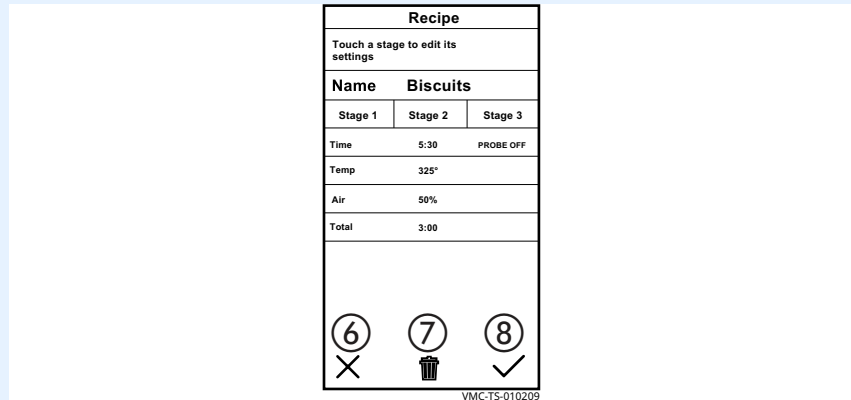 Recipe
Touch a stage to edit its
settings
Name Biscuits
Stage 1 Stage 2 Stage 3
Time 5:30 PROBE OFF
Temp 325°
Air 50%
Total 3:00
6 7 8
VMC-TS-010209